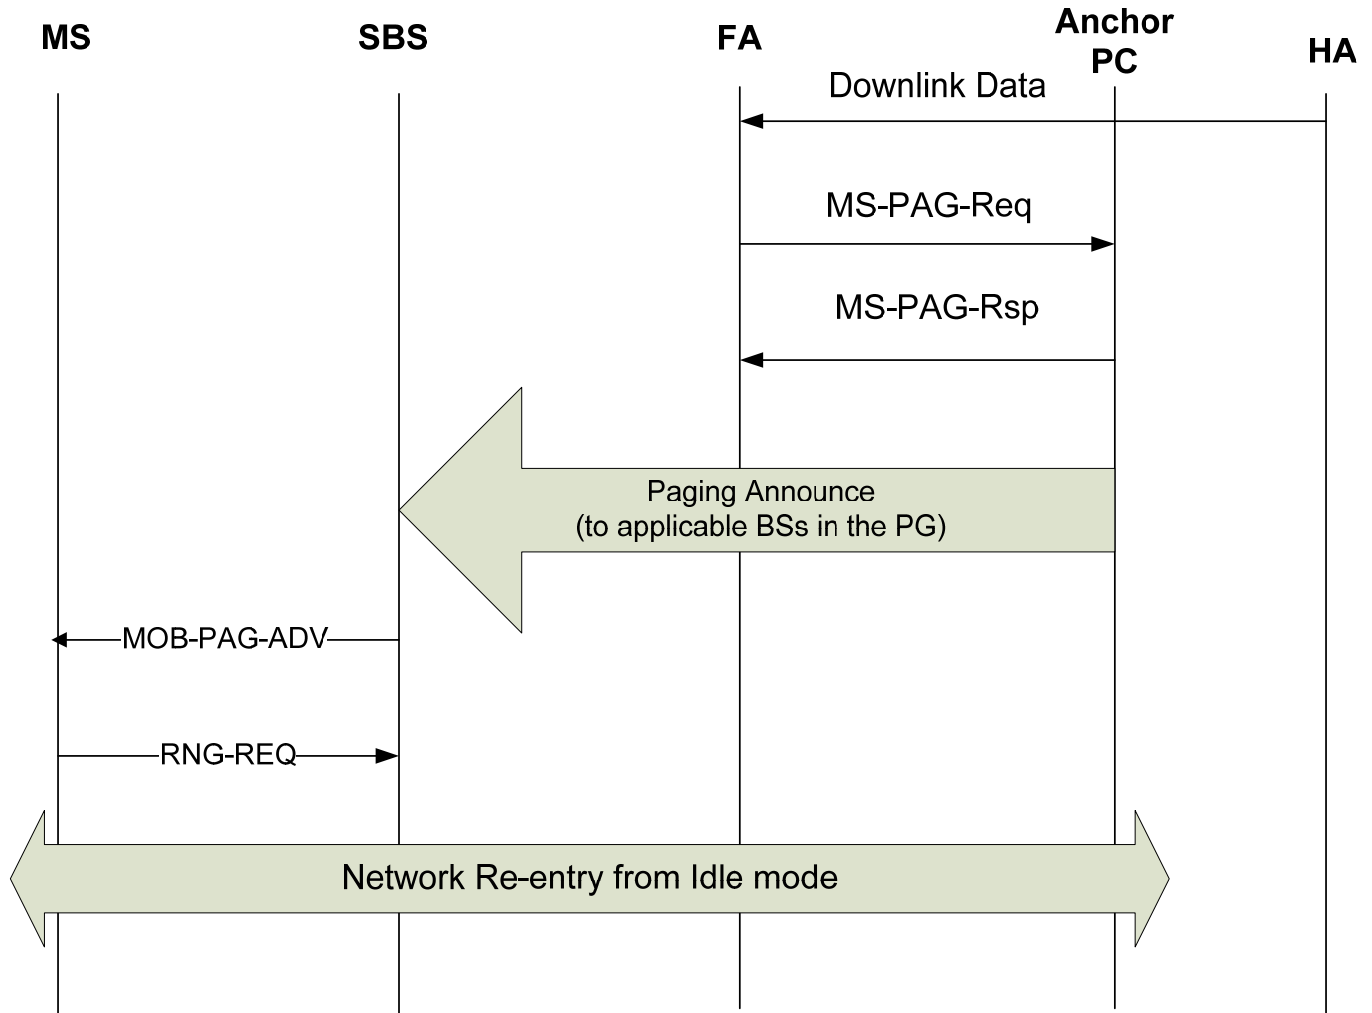 MS
SBS
FA
Anchor
PC
HA
Downlink Data
MS-PAG-Req
MS-PAG-Rsp
Paging Announce
(to applicable BSs in the PG)
MOB-PAG-ADV
RNG-REQ
Network Re-entry from Idle mode